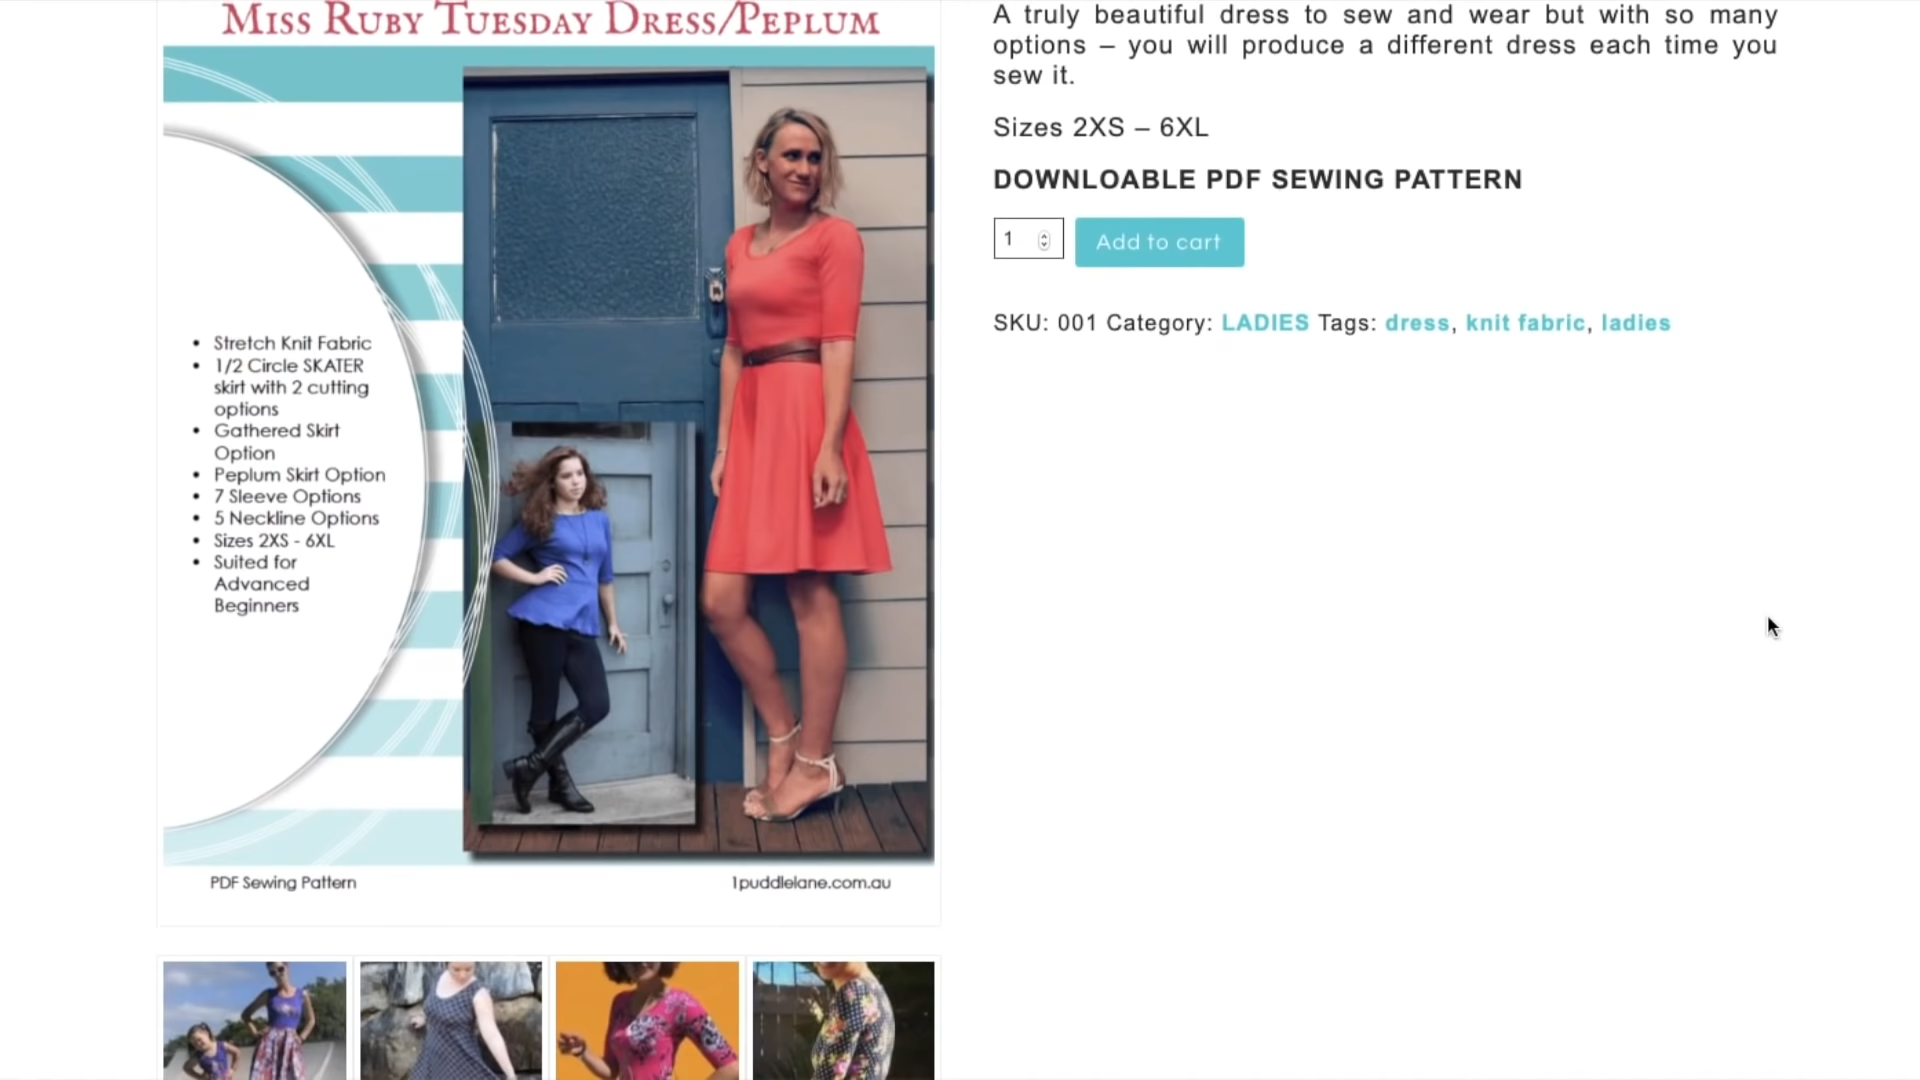 Miss Ruby Tuesday Dress/Peplum
• Stretch Knit Fabric
• 1/2 Circle SKATER
skirt with 2 cutting
options
• Gathered Skirt
Option
• Peplum Skirt Option
• 7 Sleeve Options
• 5 Neckline Options
• Sizes 2XS - 6XL
• Suited for
Advanced
Beginners
PDF Sewing Pattern
1puddlelane.com.au
A truly beautiful dress to sew and wear but with so many
options – you will produce a different dress each time you
sew it.
Sizes 2XS – 6XL
DOWNLOABLE PDF SEWING PATTERN
1
Add to cart
SKU: 001 Category: LADIES Tags: dress, knit fabric, ladies